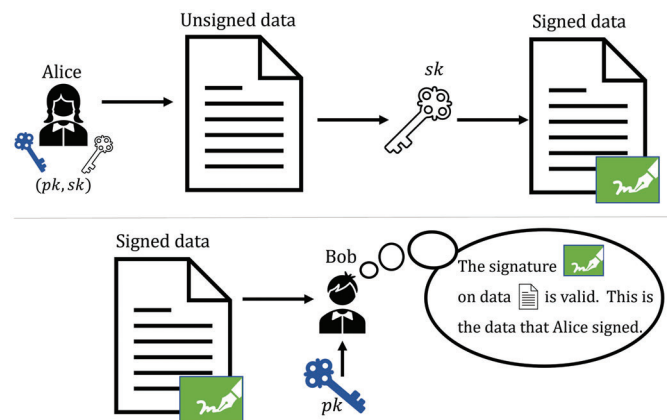 Unsigned data
Signed data
Alice
sk
(pk, sk)
Signed data
Bob
The signature
on data is valid. This is
the data that Alice signed.
pk